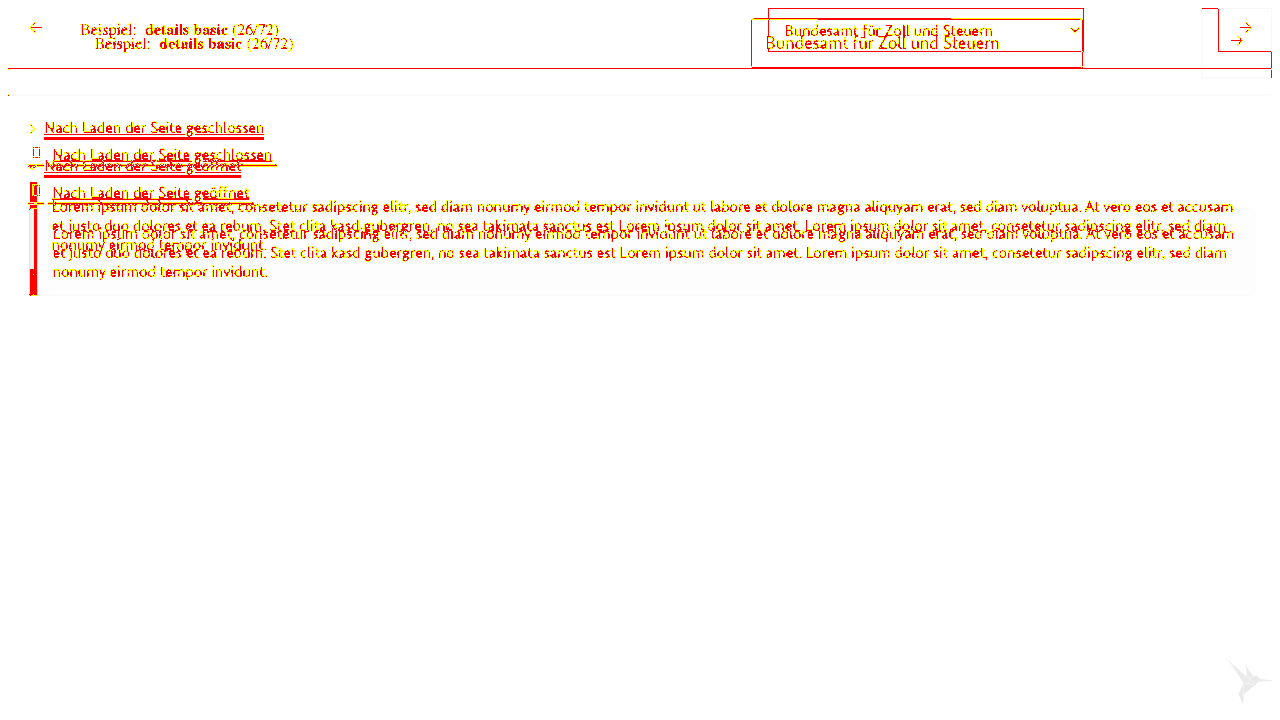 Beispiel: details basic (26/72)
Beispiel: details basic (26/72)
Bundesamt für Zoll und Steuern
Bundesamt für Zoll und Steuern
Nach Laden der Seite geschlossen
Nach Laden der Seite geschlossen
Nach Laden der Seite geöffnet
Nach Laden der Seite geöffnet
Lorem ipsum dolor sit amet, consetetur sadipscing elitr, sed diam nonumy eirmod tempor invidunt ut labore et dolore magna aliquyam erat, sed diam voluptua. At vero eos et accusam
et justo duo dolores et ea rebum. Stet clita kasd gubergren, no sea takimata sanctus est Lorem ipsum dolor sit amet. Lorem ipsum dolor sit amet, consetetur sadipscing elitr, sed diam
Lorem ipsum dolor sit amet, consetetur sadipscing elitr, sed diam nonumy eirmod tempor invidunt ut labore et dolore magna aliquyam erat, sed diam voluptua. At vero eos et accusam
nonumy eirmod tempor invidunt.
et justo duo dolores et ea rebum. Stet clita kasd gubergren, no sea takimata sanctus est Lorem ipsum dolor sit amet. Lorem ipsum dolor sit amet, consetetur sadipscing elitr, sed diam
nonumy eirmod tempor invidunt.